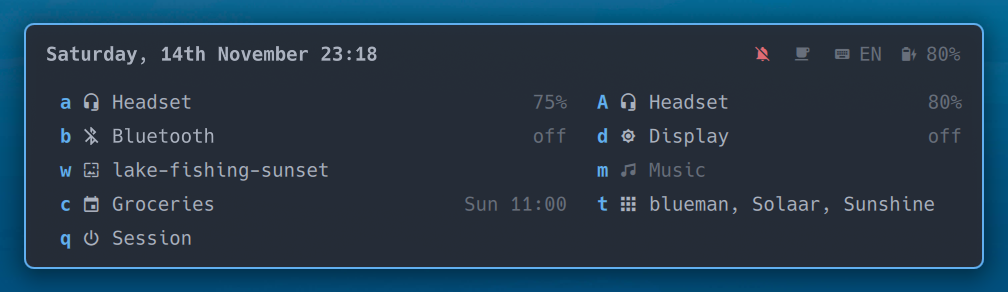 Saturday, 14th November 23:18 EN 80%
a Headset 75% A Headset 80%
b Bluetooth off d Display off
w lake-fishing-sunset m Music
c Groceries Sun 11:00 t blueman, Solaar, Sunshine
q Session